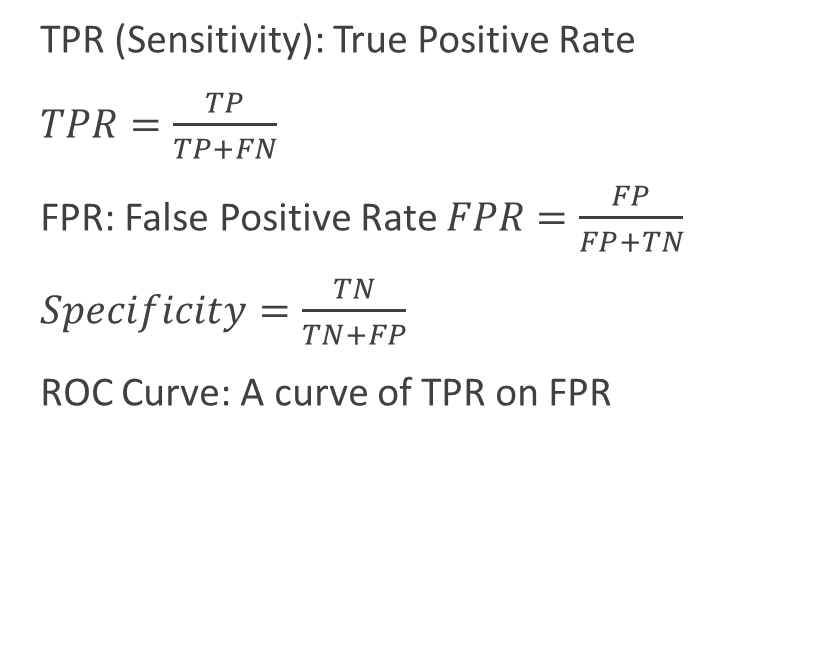 TPR (Sensitivity): True Positive Rate
TPR = TP/TP+FN
FPR: False Positive Rate FPR = FP/FP+TN
Specificity = TN/TN+FP
ROC Curve: A curve of TPR on FPR